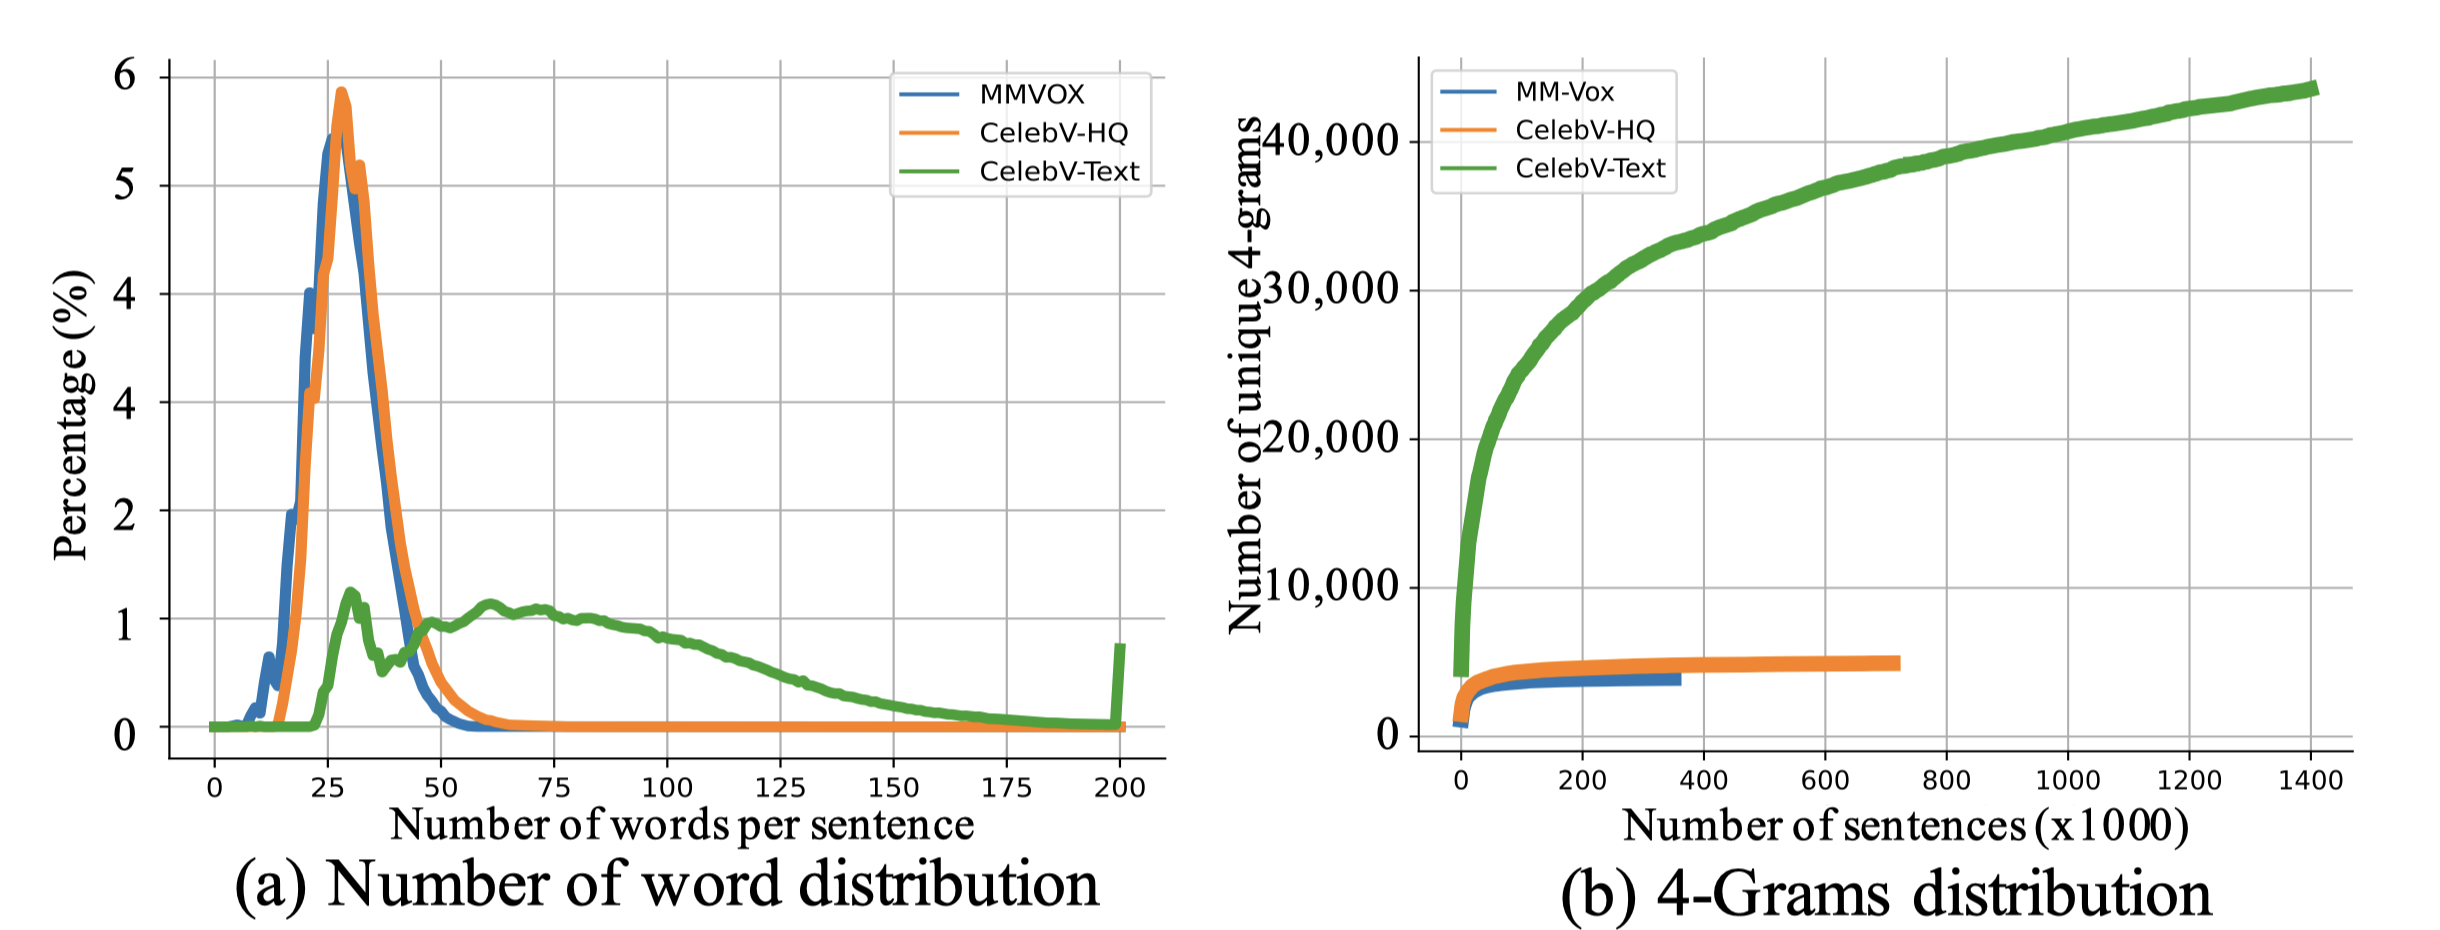 6
5
4
4
2
1
0
Percentage (%)
MMVOX
CelebV-HQ
CelebV-Text
0 25 50 75 100 125 150 175 200
Number of words per sentence
(a) Number of word distribution
40,000
30,000
20,000
10,000
0
Number of unique 4-grams
MM-Vox
CelebV-HQ
CelebV-Text
0 200 400 600 800 1000 1200 1400
Number of sentences (x1000)
(b) 4-Grams distribution